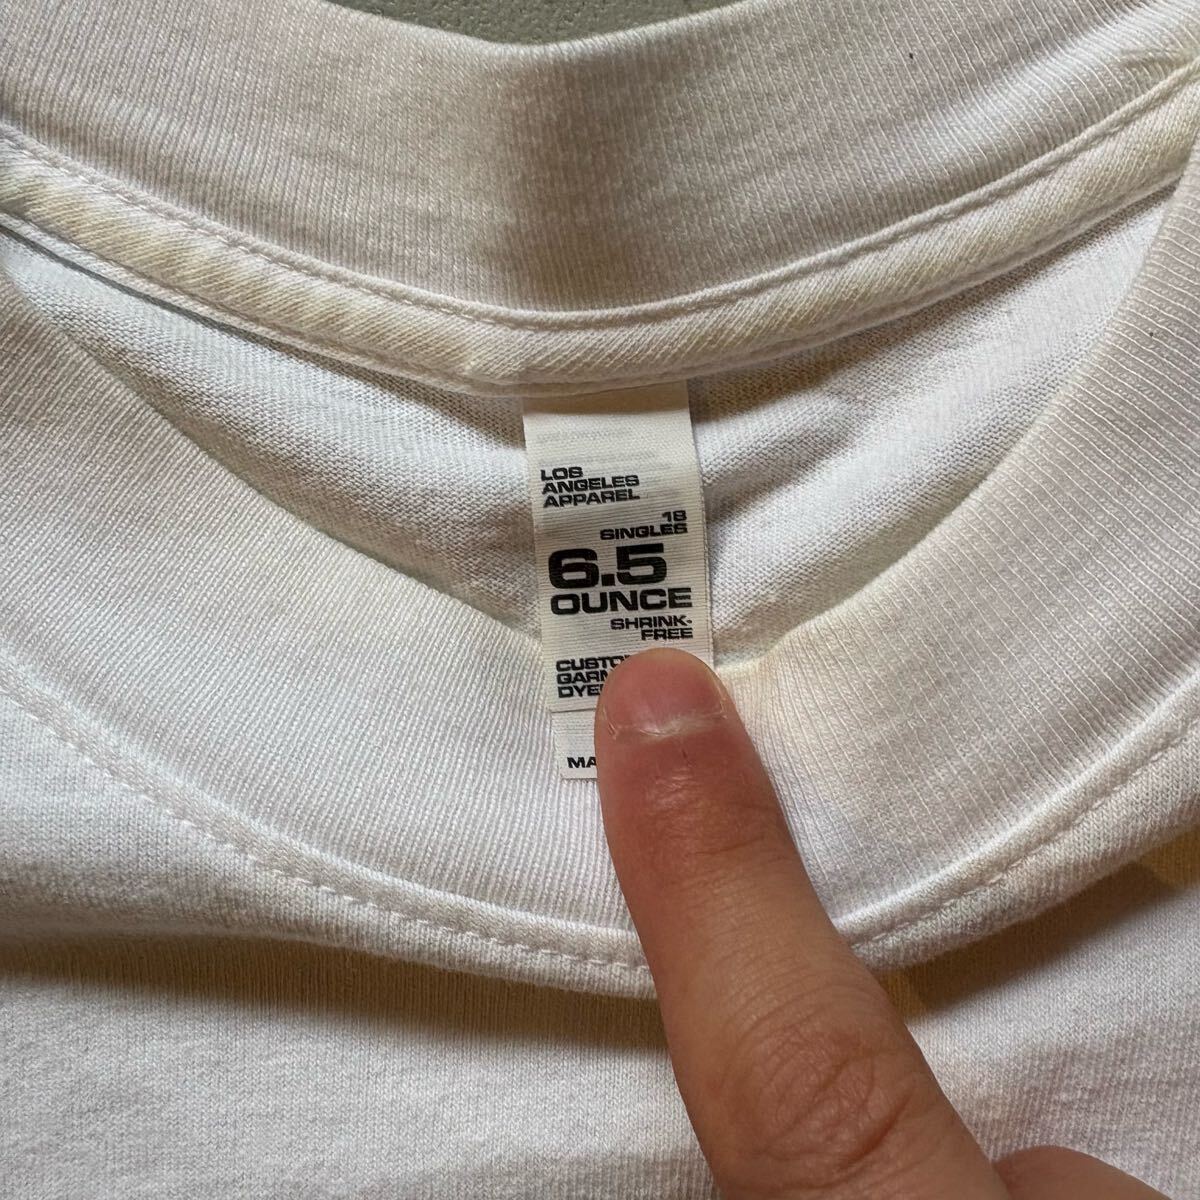 LOS
ANGELES
APPAREL
18
SINGLES
6.5
OUNCE
SHRINK-
FREE